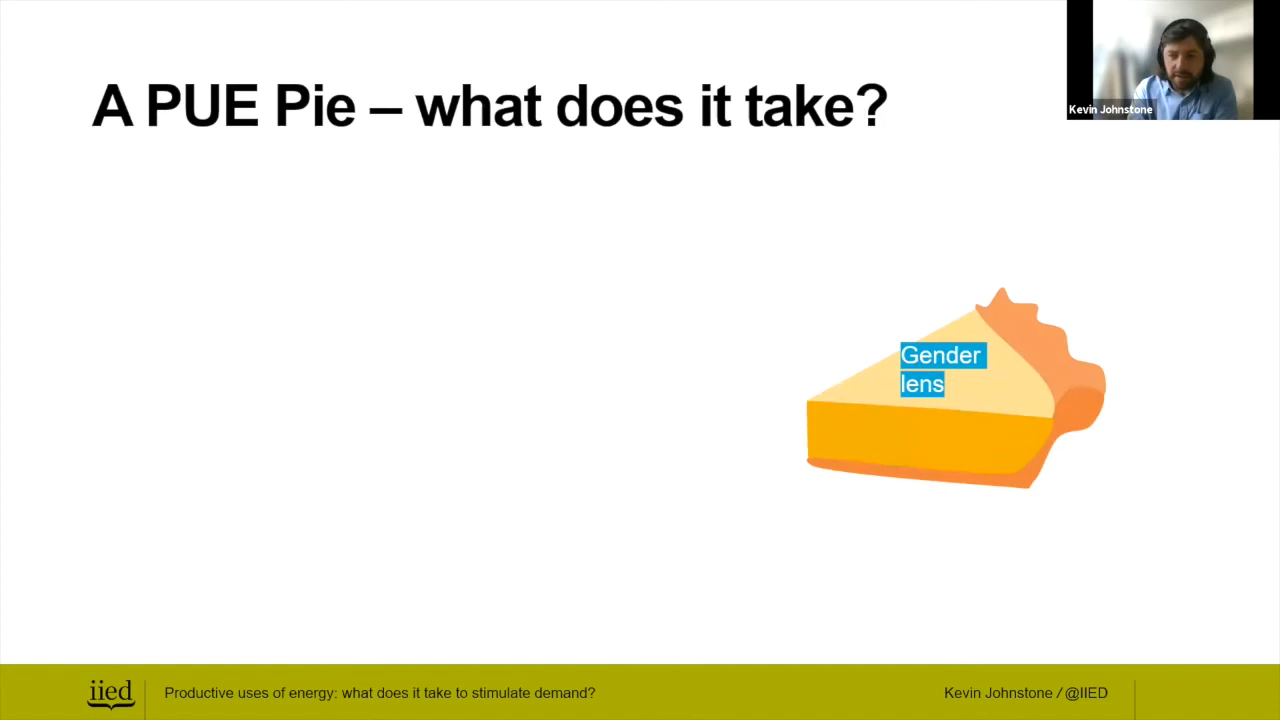 A PUE Pie – what does it take?
Kevin Johnstone
Gender
lens
iied
Productive uses of energy: what does it take to stimulate demand?
Kevin Johnstone / @IIED